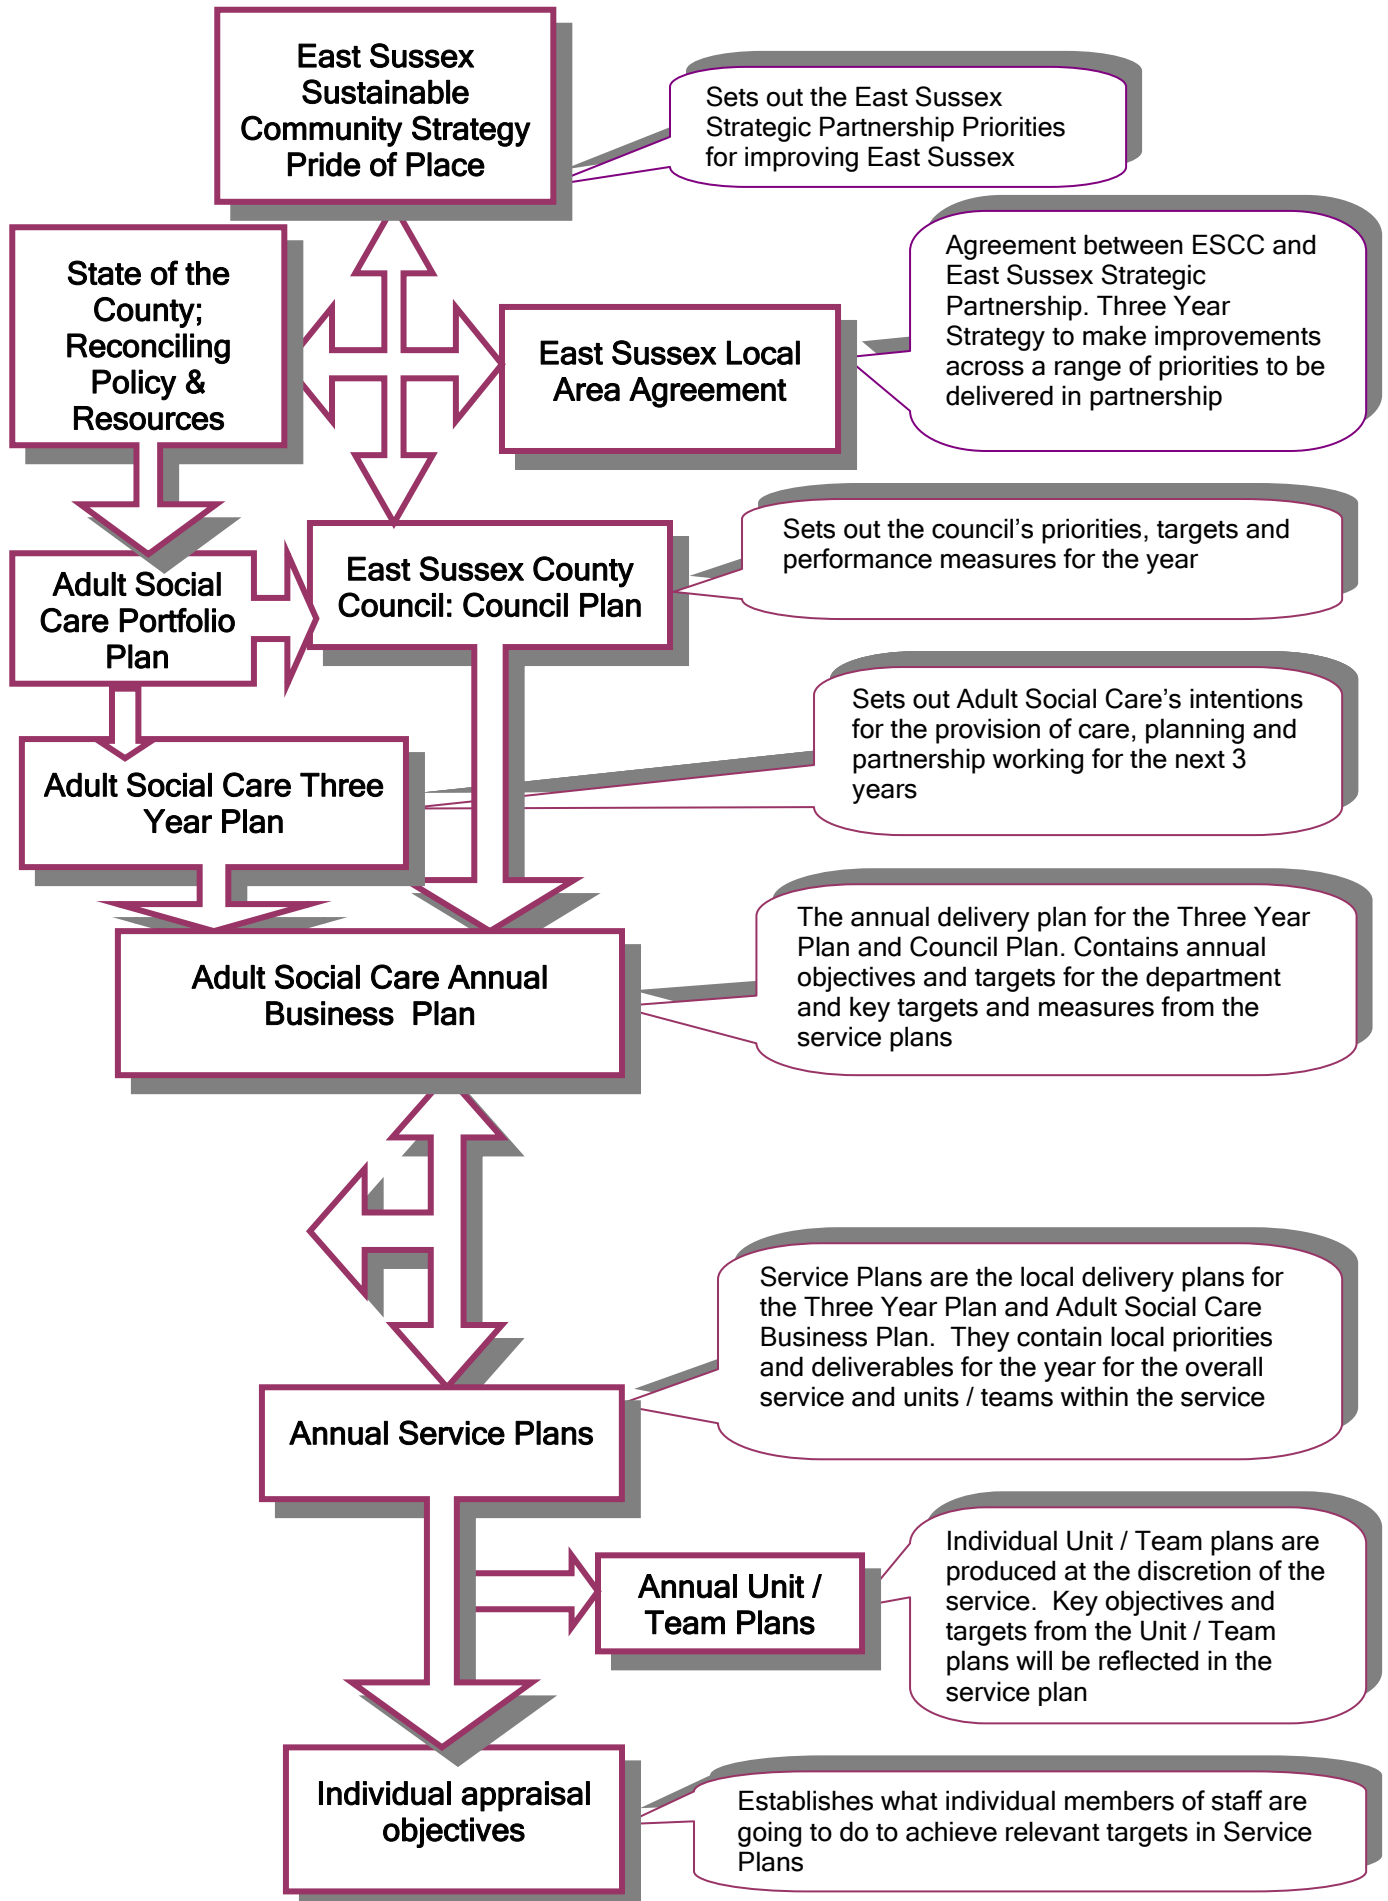 East Sussex
Sustainable
Community Strategy
Pride of Place
Sets out the East Sussex
Strategic Partnership Priorities
for improving East Sussex
State of the
County;
Reconciling
Policy &
Resources
East Sussex Local
Area Agreement
Agreement between ESCC and
East Sussex Strategic
Partnership. Three Year
Strategy to make improvements
across a range of priorities to be
delivered in partnership
Adult Social
Care Portfolio
Plan
East Sussex County
Council: Council Plan
Sets out the council’s priorities, targets and
performance measures for the year
Adult Social Care Three
Year Plan
Sets out Adult Social Care’s intentions
for the provision of care, planning and
partnership working for the next 3
years
Adult Social Care Annual
Business  Plan
The annual delivery plan for the Three Year
Plan and Council Plan. Contains annual
objectives and targets for the department
and key targets and measures from the
service plans
Annual Service Plans
Service Plans are the local delivery plans for
the Three Year Plan and Adult Social Care
Business Plan.  They contain local priorities
and deliverables for the year for the overall
service and units / teams within the service
Annual Unit /
Team Plans
Individual Unit / Team plans are
produced at the discretion of the
service.  Key objectives and
targets from the Unit / Team
plans will be reflected in the
service plan
Individual appraisal
objectives
Establishes what individual members of staff are
going to do to achieve relevant targets in Service
Plans